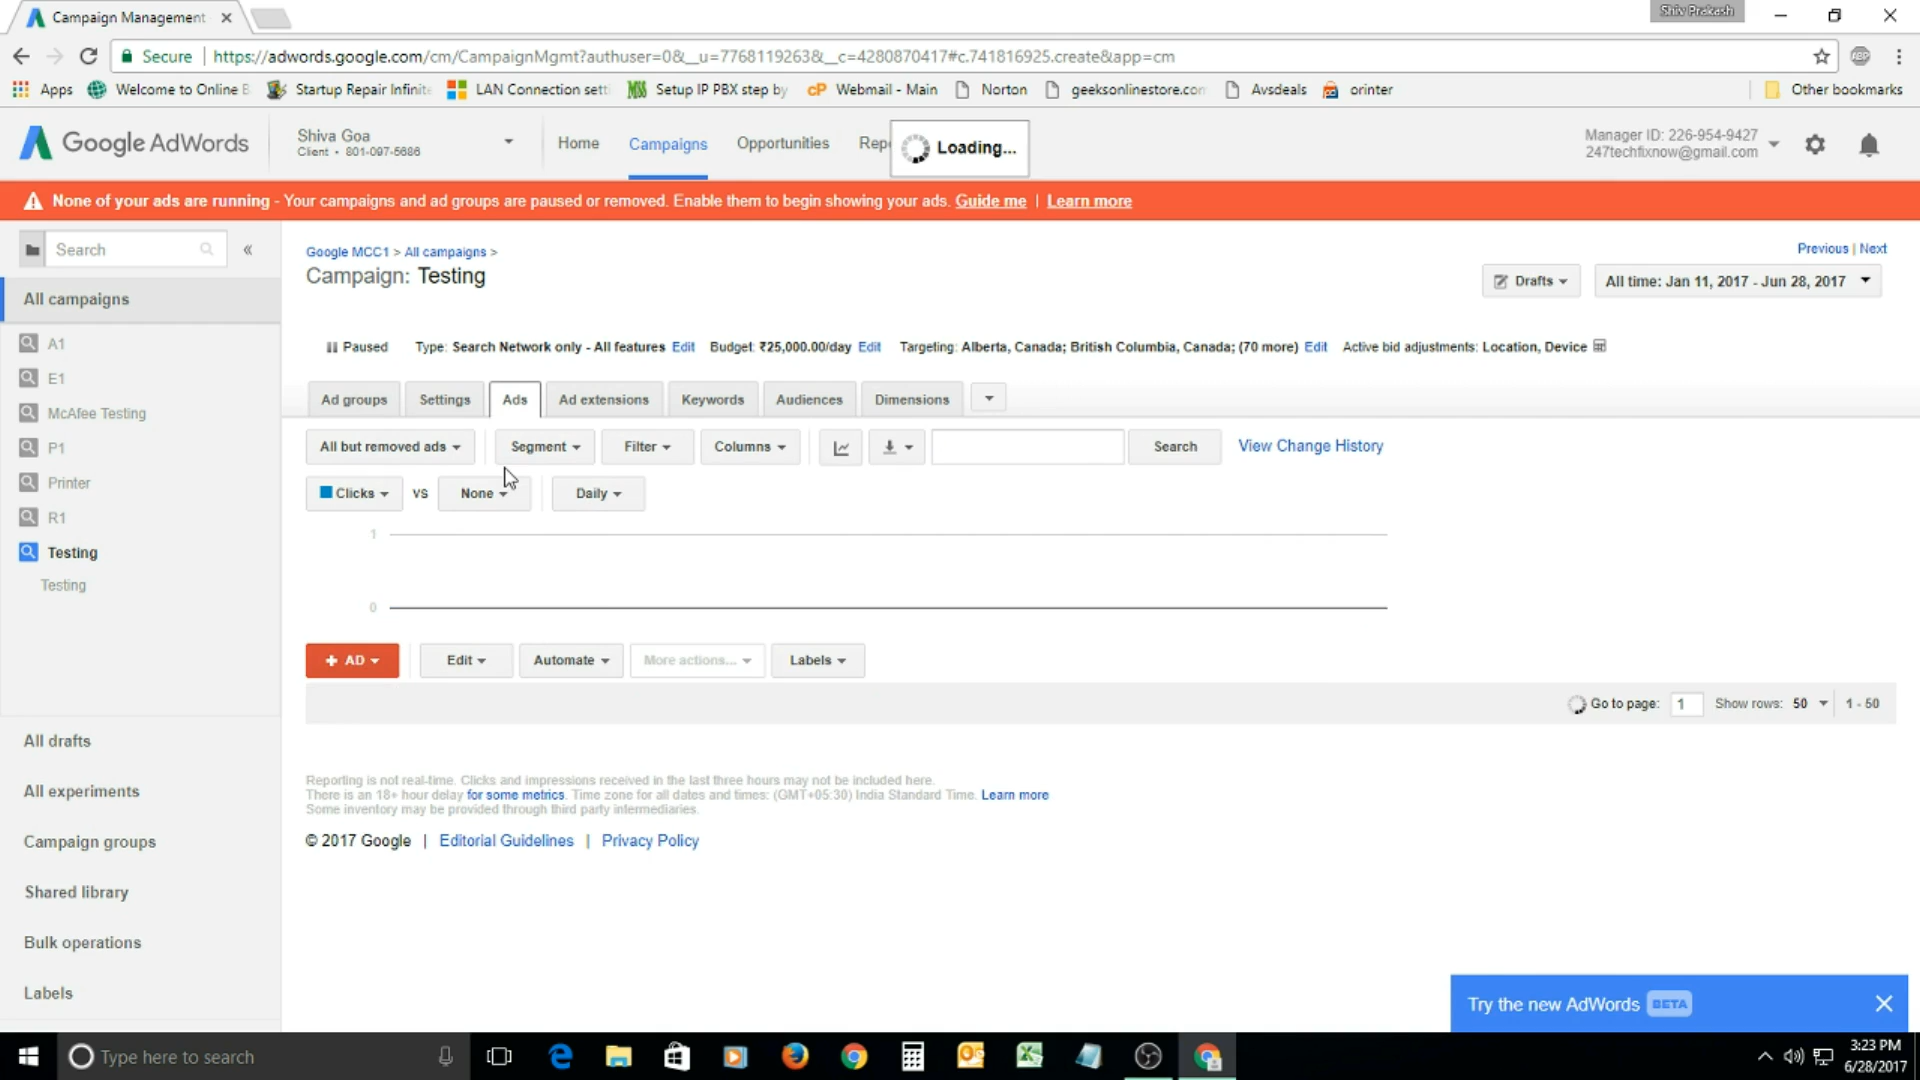 Campaign Management
Shiv Prakash
Secure | https://adwords.google.com/cm/CampaignMgmt?authuser=0&__u=7768119263&__c=4280870417#c.741816925.create&app=cm
Apps Welcome to Online B Startup Repair Infinite LAN Connection setti Setup IP PBX step by cP Webmail - Main Norton geeksonlinestore.con Avsdeals orinter Other bookmarks
Google AdWords
Shiva Goa
Client • 801-097-5686
Home Campaigns Opportunities Rep Loading...
Manager ID: 226-954-9427
247techfixnow@gmail.com
None of your ads are running - Your campaigns and ad groups are paused or removed. Enable them to begin showing your ads. Guide me | Learn more
Search «
Google MCC1 > All campaigns >
Previous | Next
Campaign: Testing
Drafts All time: Jan 11, 2017 - Jun 28, 2017
All campaigns
A1
E1
McAfee Testing
P1
Printer
R1
Testing
Testing
All drafts
All experiments
Campaign groups
Shared library
Bulk operations
Labels
Paused Type: Search Network only - All features Edit Budget: ₹25,000.00/day Edit Targeting: Alberta, Canada; British Columbia, Canada; (70 more) Edit Active bid adjustments: Location, Device
Ad groups Settings Ads Ad extensions Keywords Audiences Dimensions
All but removed ads Segment Filter Columns Search View Change History
Clicks VS None Daily
1
0
+ AD Edit Automate More actions... Labels
Go to page: 1 Show rows: 50 1 - 50
Reporting is not real-time. Clicks and impressions received in the last three hours may not be included here.
There is an 18+ hour delay for some metrics. Time zone for all dates and times: (GMT+05:30) India Standard Time. Learn more
Some inventory may be provided through third party intermediaries.
© 2017 Google | Editorial Guidelines | Privacy Policy
Try the new AdWords BETA
Type here to search
3:23 PM
6/28/2017